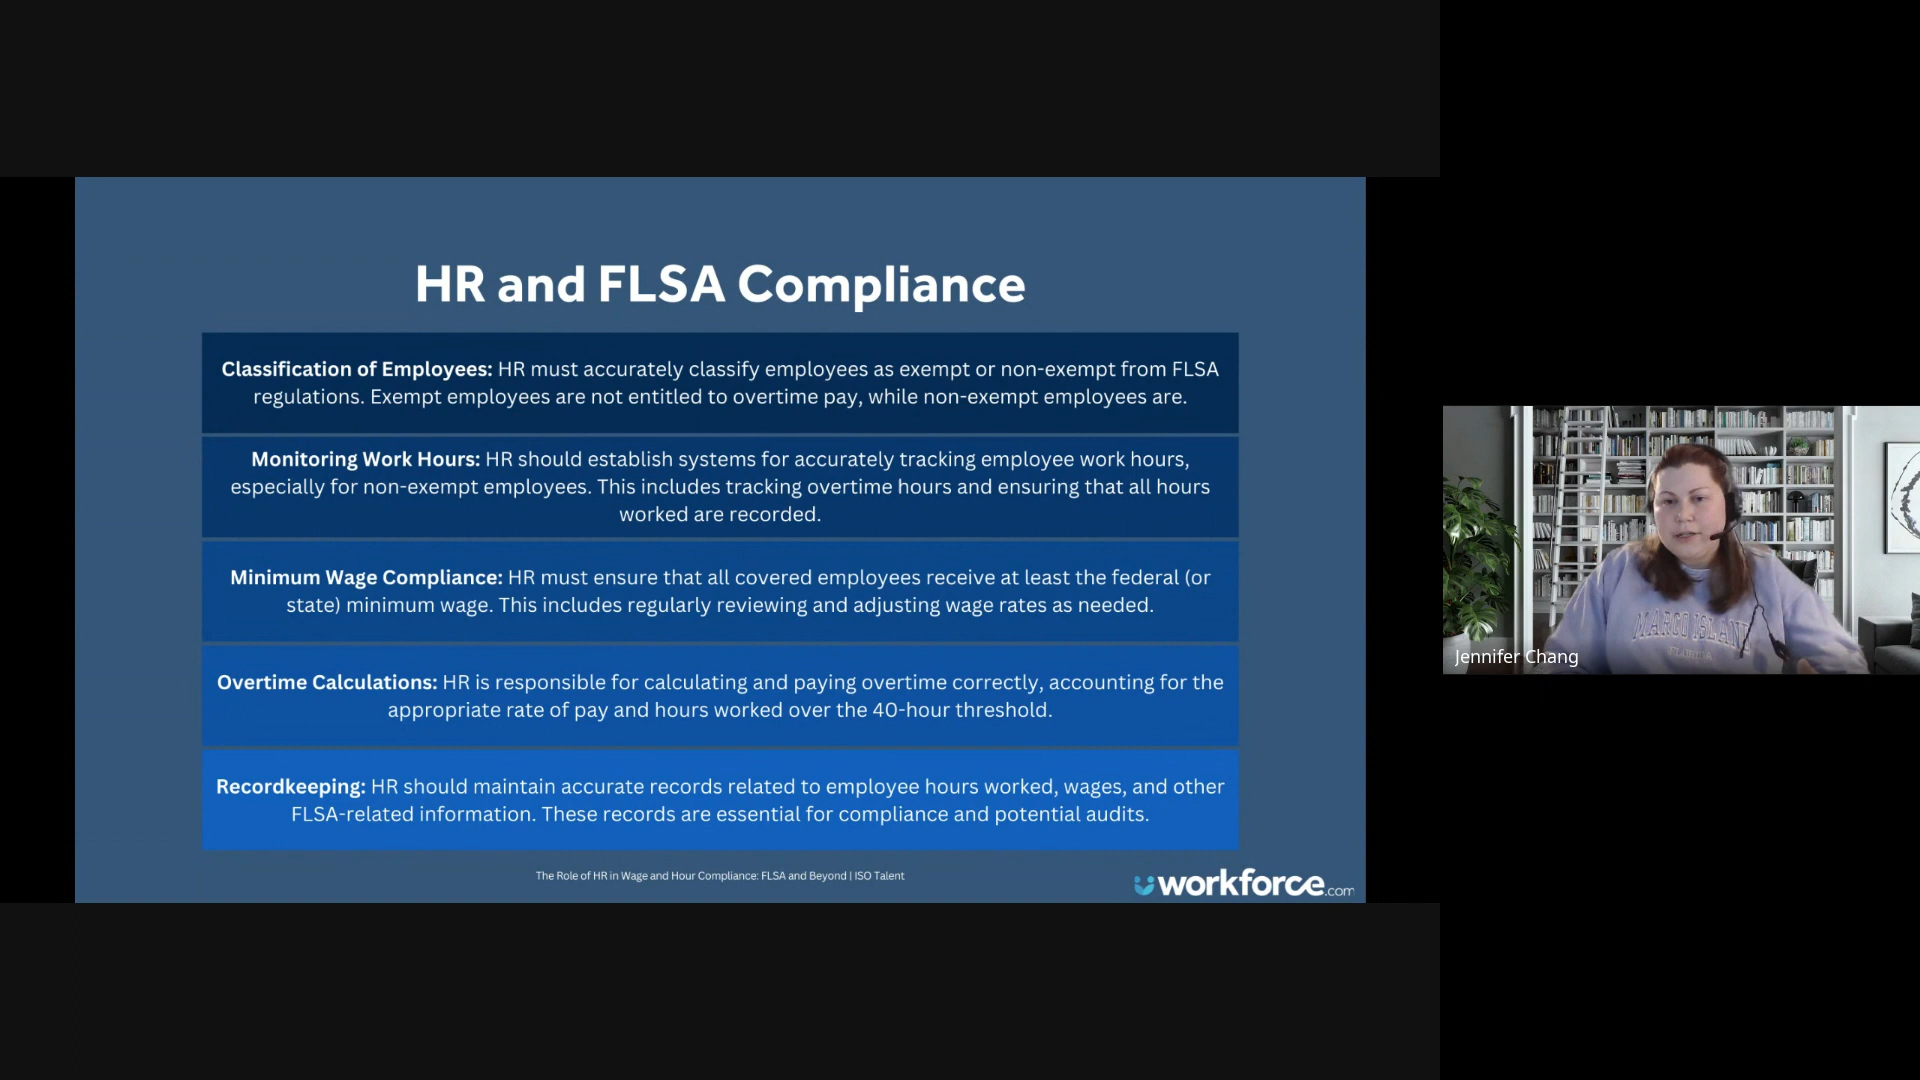 HR and FLSA Compliance
Classification of Employees: HR must accurately classify employees as exempt or non-exempt from FLSA
regulations. Exempt employees are not entitled to overtime pay, while non-exempt employees are.
Monitoring Work Hours: HR should establish systems for accurately tracking employee work hours,
especially for non-exempt employees. This includes tracking overtime hours and ensuring that all hours
worked are recorded.
Minimum Wage Compliance: HR must ensure that all covered employees receive at least the federal (or
state) minimum wage. This includes regularly reviewing and adjusting wage rates as needed.
Overtime Calculations: HR is responsible for calculating and paying overtime correctly, accounting for the
appropriate rate of pay and hours worked over the 40-hour threshold.
Recordkeeping: HR should maintain accurate records related to employee hours worked, wages, and other
FLSA-related information. These records are essential for compliance and potential audits.
The Role of HR in Wage and Hour Compliance: FLSA and Beyond | ISO Talent
workforce.com
MARCO ISLAND
FLORIDA
Jennifer Chang